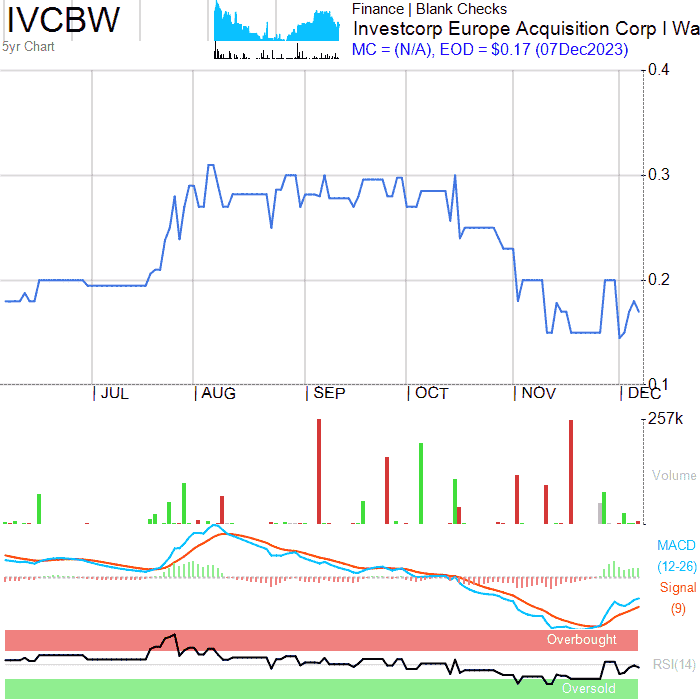 IVCBW
5yr Chart
Finance | Blank Checks
Investcorp Europe Acquisition Corp I Wa
MC = (N/A), EOD = $0.17 (07Dec2023)
0.4
0.3
0.2
0.1
JUL AUG SEP OCT NOV DEC
257k
Volume
MACD
(12-26)
Signal
(9)
Overbought
RSI(14)
Oversold